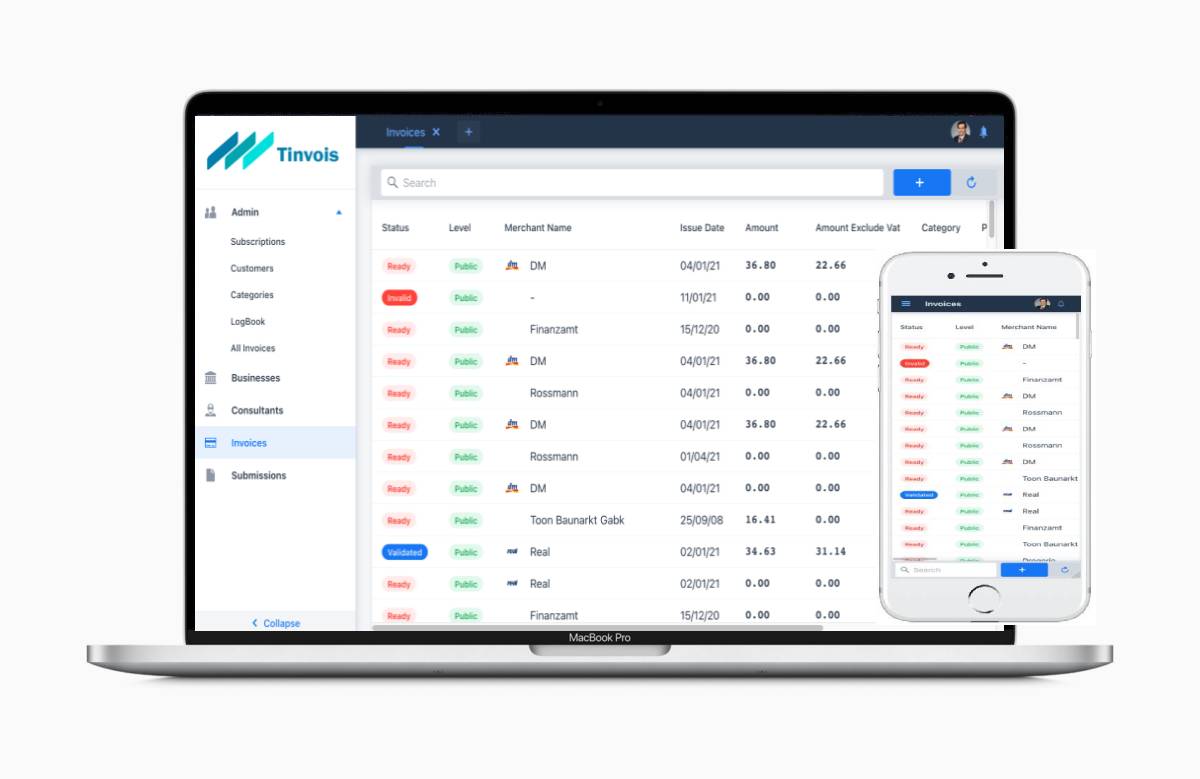 Tinvois
Invoices × +
Search
+
Admin
Subscriptions
Customers
Categories
LogBook
All Invoices
Businesses
Consultants
Invoices
Submissions
Collapse
Status Level Merchant Name Issue Date Amount Amount Exclude Vat Category P
Ready Public dm DM 04/01/21 36.80 22.66
Invalid Public - 11/01/21 0.00 0.00
Ready Public Finanzamt 15/12/20 0.00 0.00
Ready Public dm DM 04/01/21 36.80 22.66
Ready Public Rossmann 04/01/21 0.00 0.00
Ready Public dm DM 04/01/21 36.80 22.66
Ready Public Rossmann 01/04/21 0.00 0.00
Ready Public dm DM 04/01/21 0.00 0.00
Ready Public Toon Baunarkt Gabk 25/09/08 16.41 0.00
Validated Public real Real 02/01/21 34.63 31.14
Ready Public real Real 02/01/21 0.00 0.00
Ready Public Finanzamt 15/12/20 0.00 0.00
MacBook Pro
Invoices
Status Level Merchant Name
Ready Public dm DM
Invalid Public -
Ready Public Finanzamt
Ready Public dm DM
Ready Public Rossmann
Ready Public dm DM
Ready Public Rossmann
Ready Public dm DM
Ready Public Toon Baunarkt
Validated Public real Real
Ready Public real Real
Ready Public Finanzamt
Ready Public Toon Baunarkt
Search +